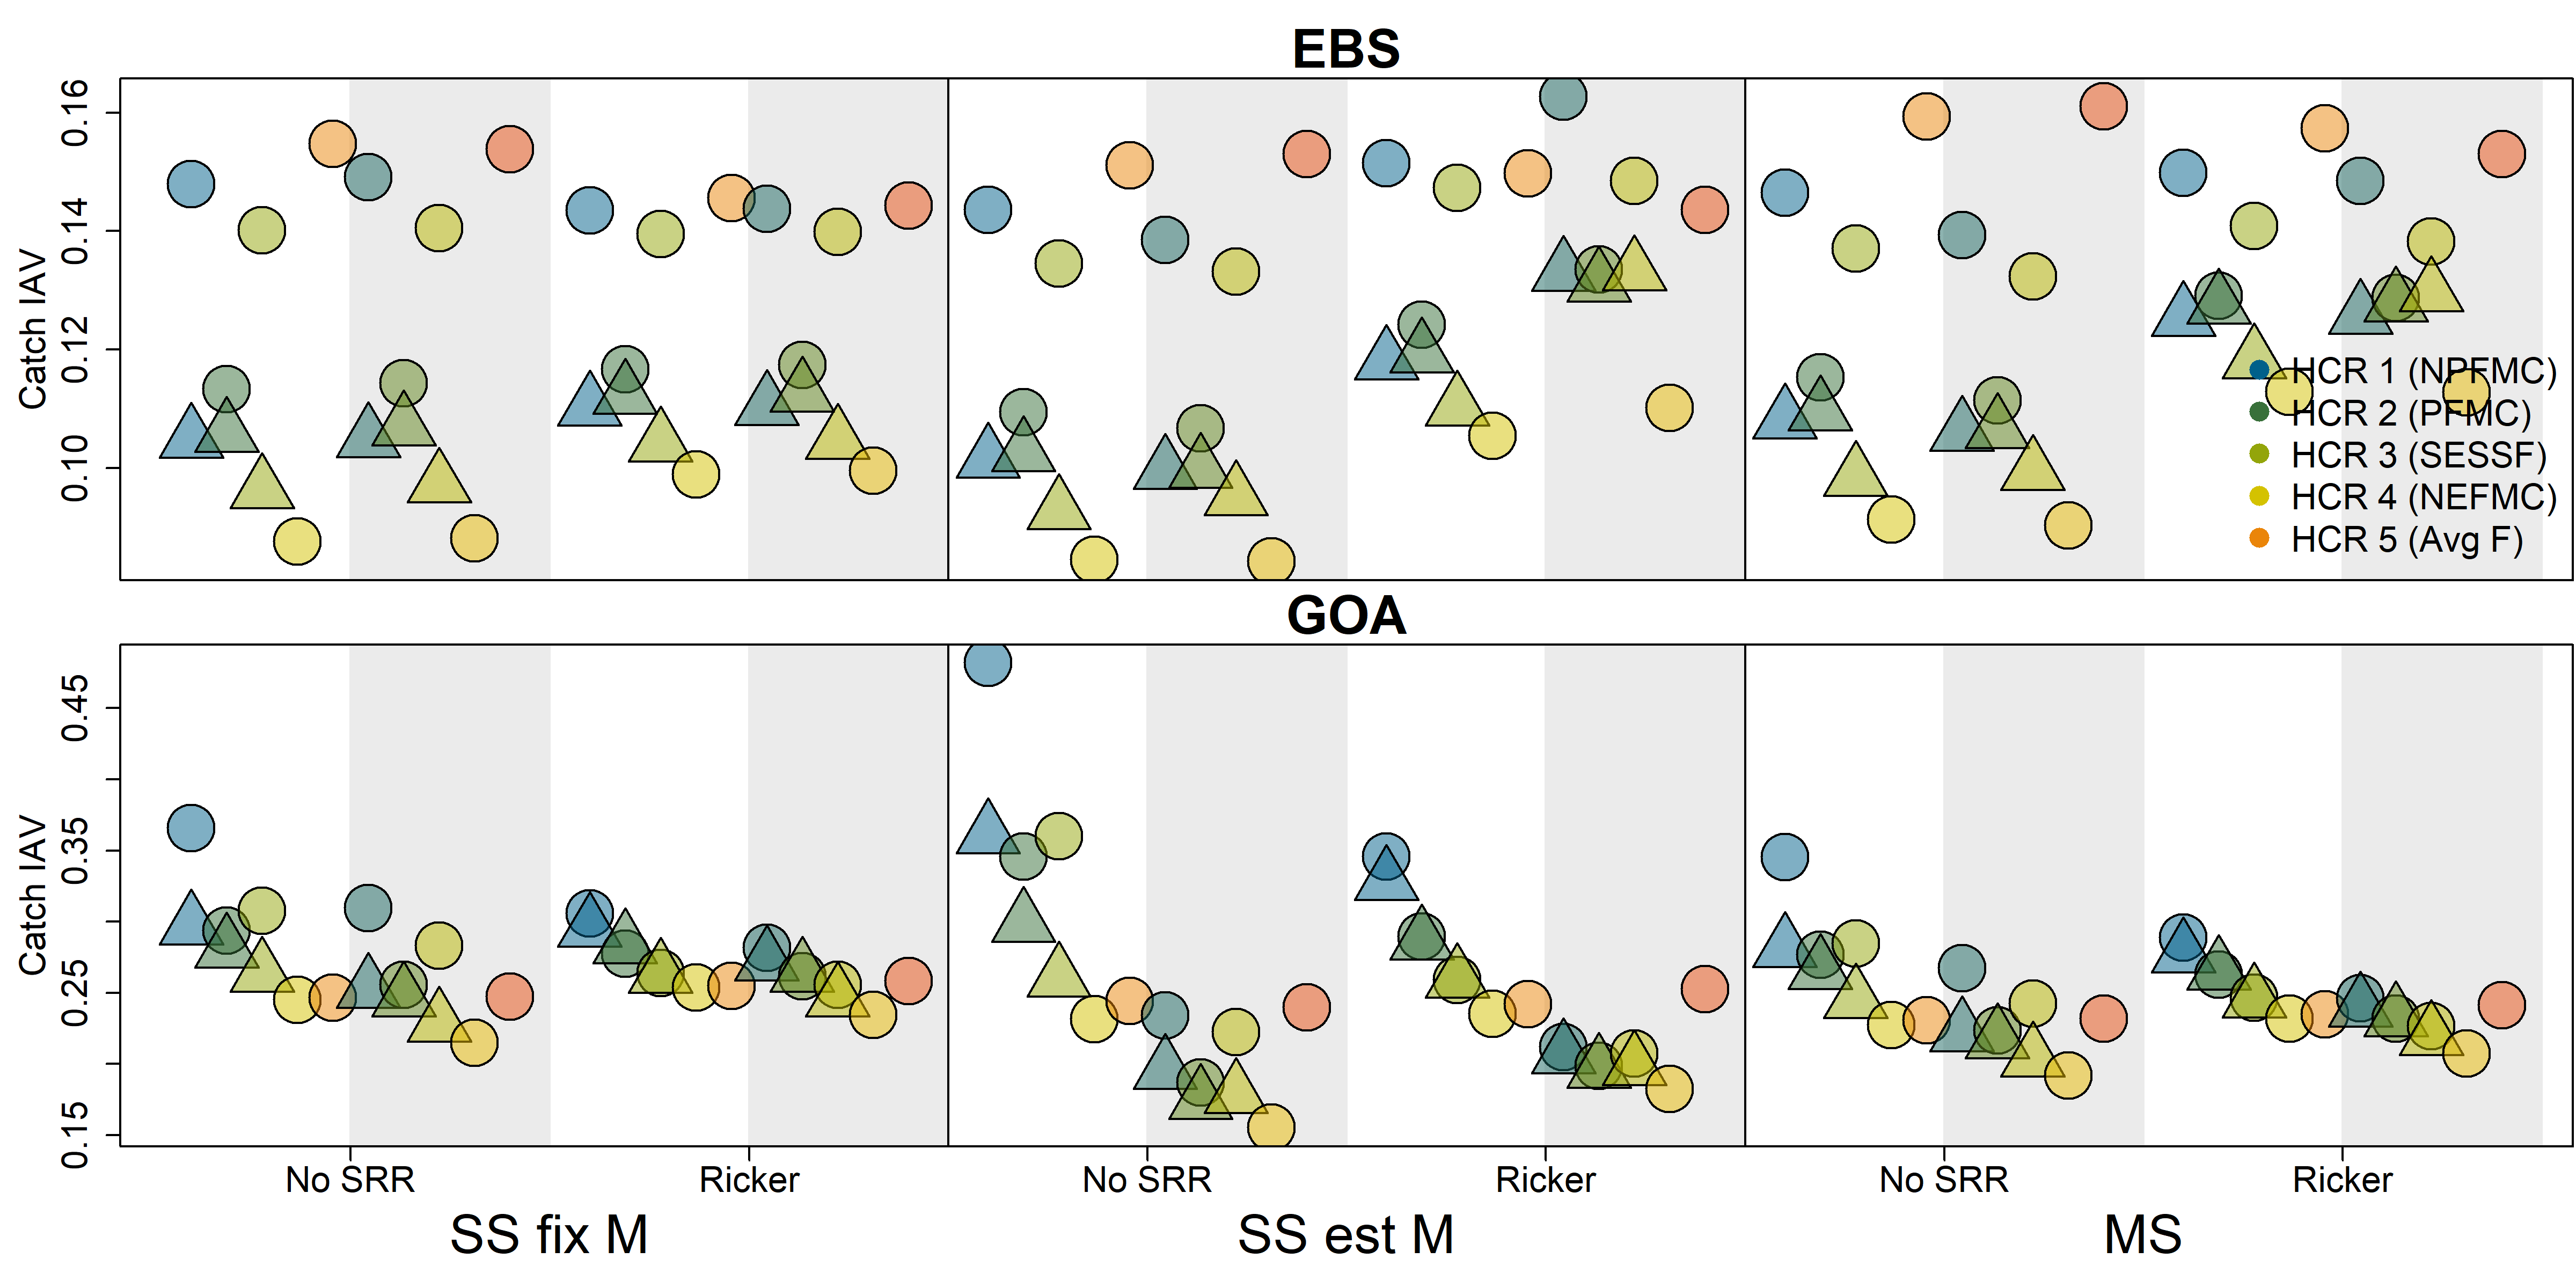 EBS
Catch IAV
0.16
0.14
0.12
0.10
HCR 1 (NPFMC)
HCR 2 (PFMC)
HCR 3 (SESSF)
HCR 4 (NEFMC)
HCR 5 (Avg F)
GOA
Catch IAV
0.45
0.35
0.25
0.15
No SRR Ricker No SRR Ricker No SRR Ricker
SS fix M SS est M MS